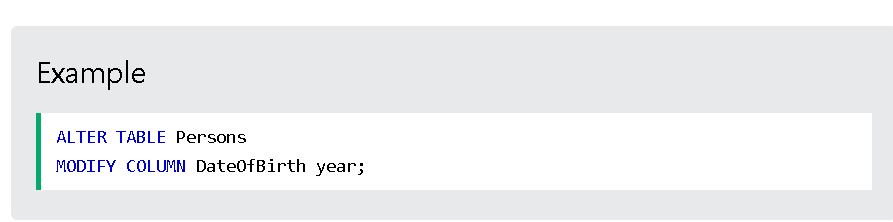 Example
ALTER TABLE Persons
MODIFY COLUMN DateOfBirth year;